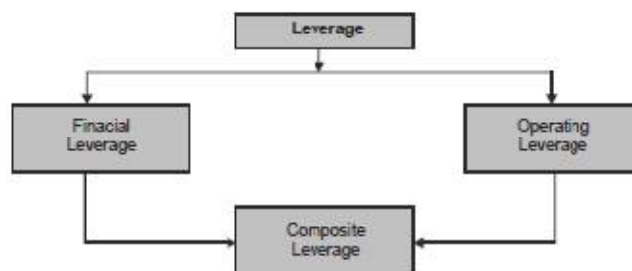 Leverage
Finacial
Leverage
Operating
Leverage
Composite
Leverage